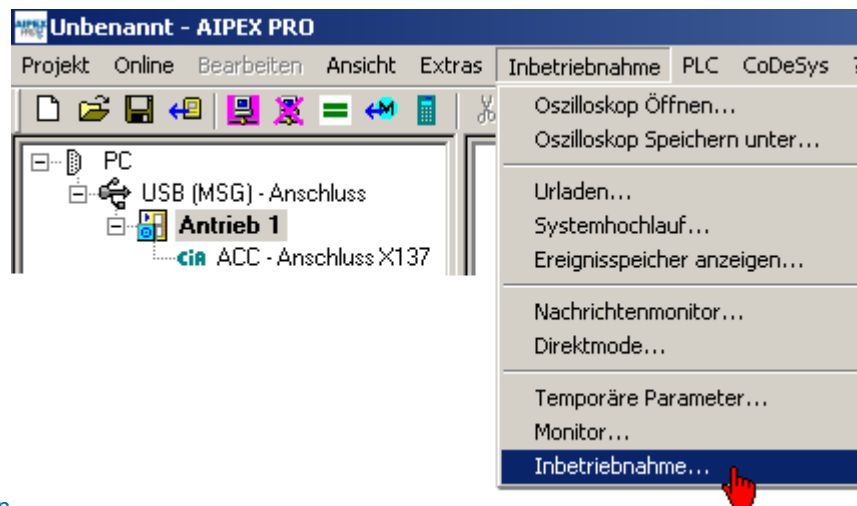 Unbenannt - AIPEX PRO
Projekt Online Bearbeiten Ansicht Extras Inbetriebnahme PLC CoDeSys ?
PC
USB (MSG) - Anschluss
Antrieb 1
CiA ACC - Anschluss X137
Oszilloskop Öffnen...
Oszilloskop Speichern unter...
Urladen...
Systemhochlauf...
Ereignisspeicher anzeigen...
Nachrichtenmonitor...
Direktmode...
Temporäre Parameter...
Monitor...
Inbetriebnahme...